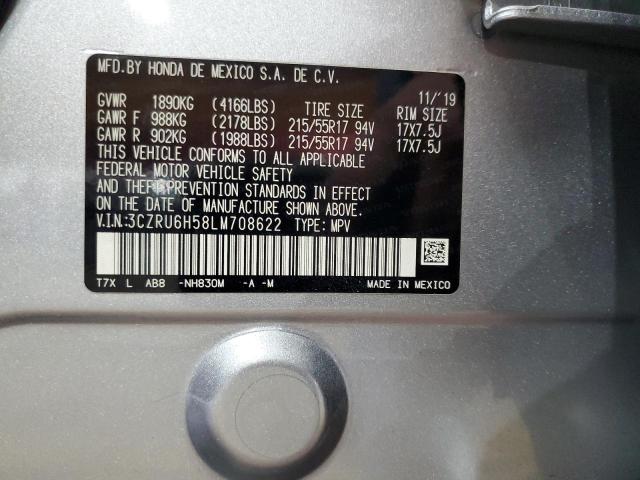 MFD.BY HONDA DE MEXICO S.A. DE C.V.
11/'19
GVWR 1890KG (4166LBS) TIRE SIZE RIM SIZE
GAWR F 988KG (2178LBS) 215/55R17 94V 17X7.5J
GAWR R 902KG (1988LBS) 215/55R17 94V 17X7.5J
THIS VEHICLE CONFORMS TO ALL APPLICABLE
FEDERAL MOTOR VEHICLE SAFETY
AND THEFT PREVENTION STANDARDS IN EFFECT
ON THE DATE OF MANUFACTURE SHOWN ABOVE.
V.I.N:3CZRU6H58LM708622 TYPE: MPV
T7X L AB8 -NH830M -A -M MADE IN MEXICO